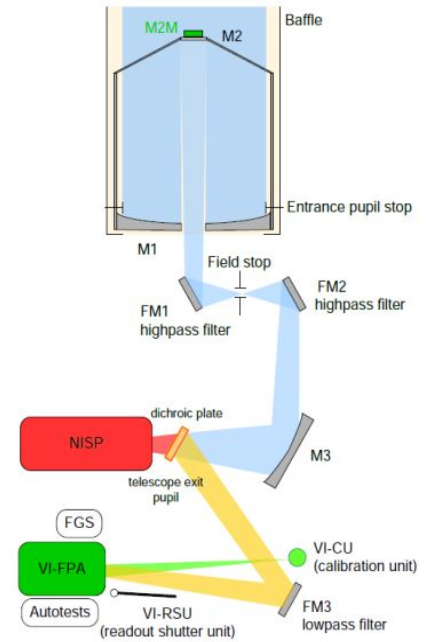 Baffle
M2M
M2
Entrance pupil stop
M1
Field stop
FM1
highpass filter
FM2
highpass filter
dichroic plate
NISP
M3
telescope exit
pupil
FGS
VI-FPA
VI-CU
(calibration unit)
Autotests
VI-RSU
(readout shutter unit)
FM3
lowpass filter